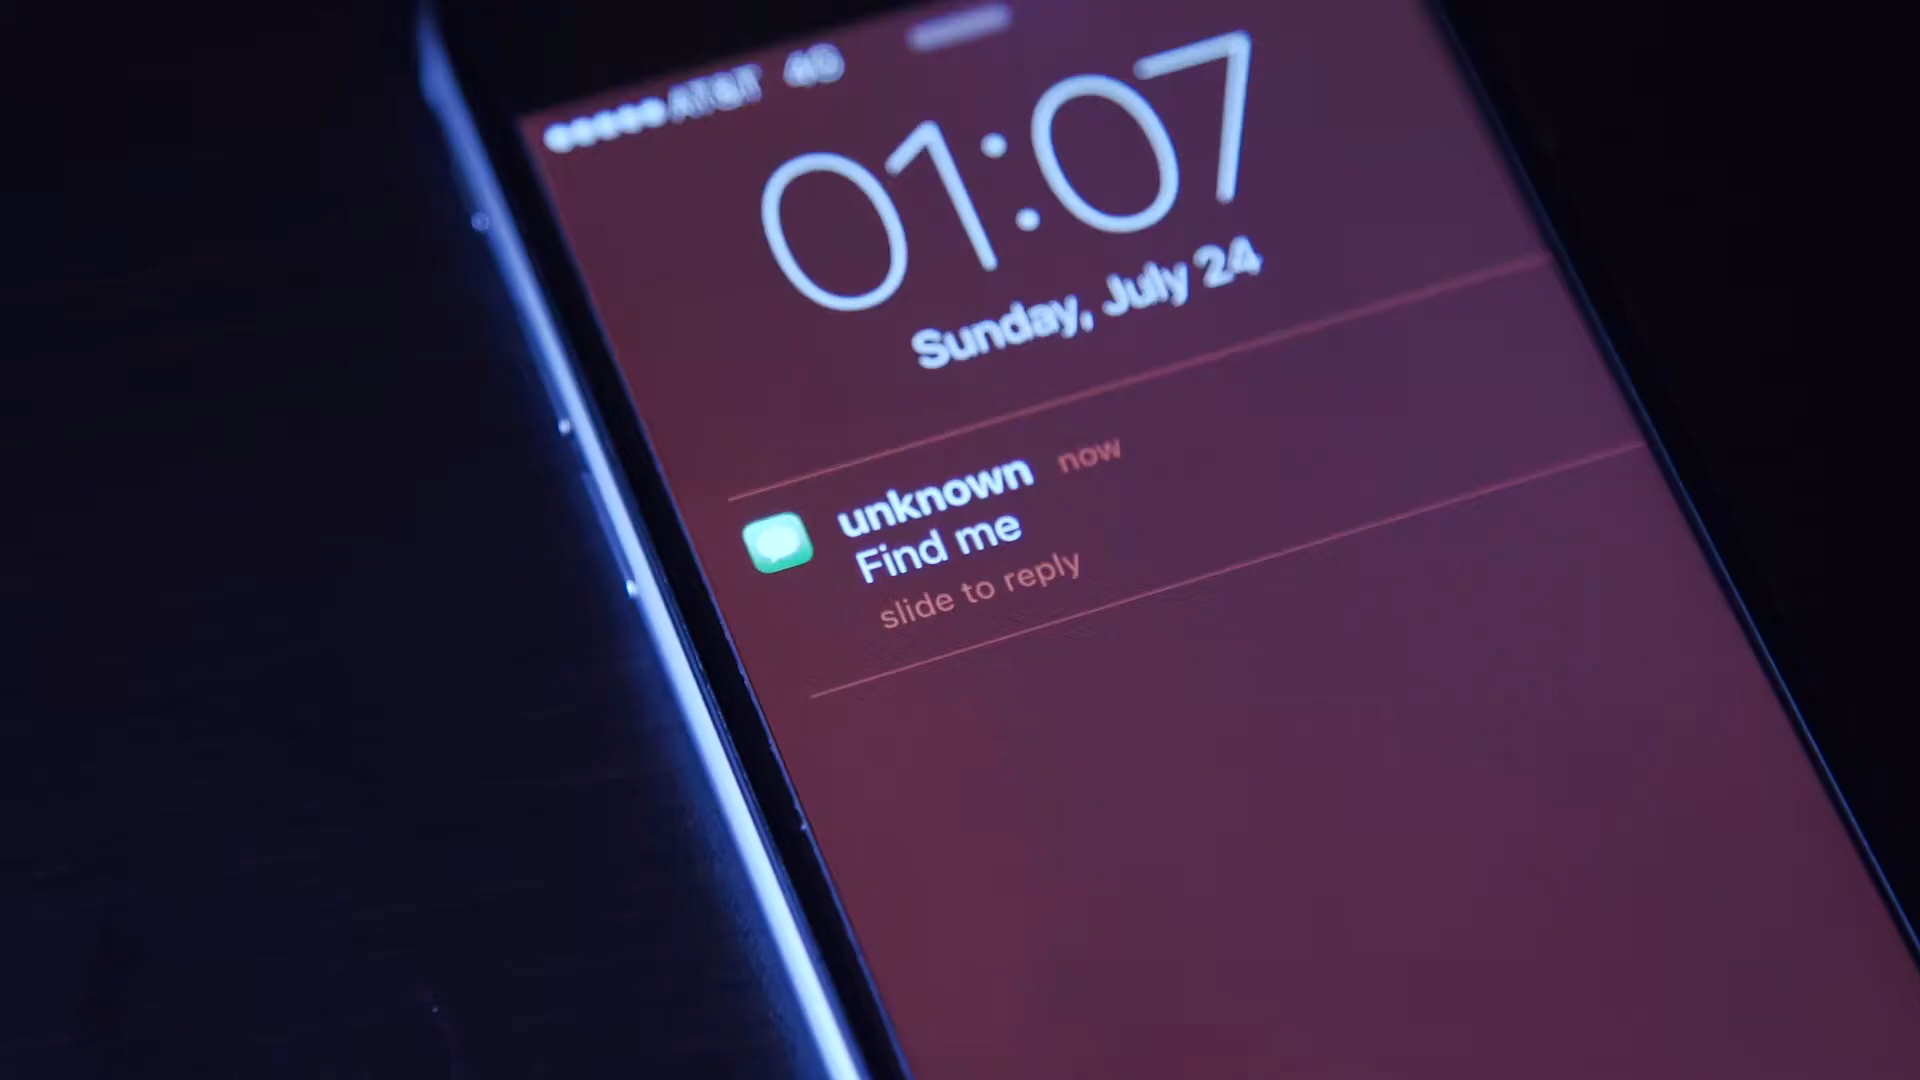 AT&T 4G
01:07
Sunday, July 24
unknown now
Find me
slide to reply